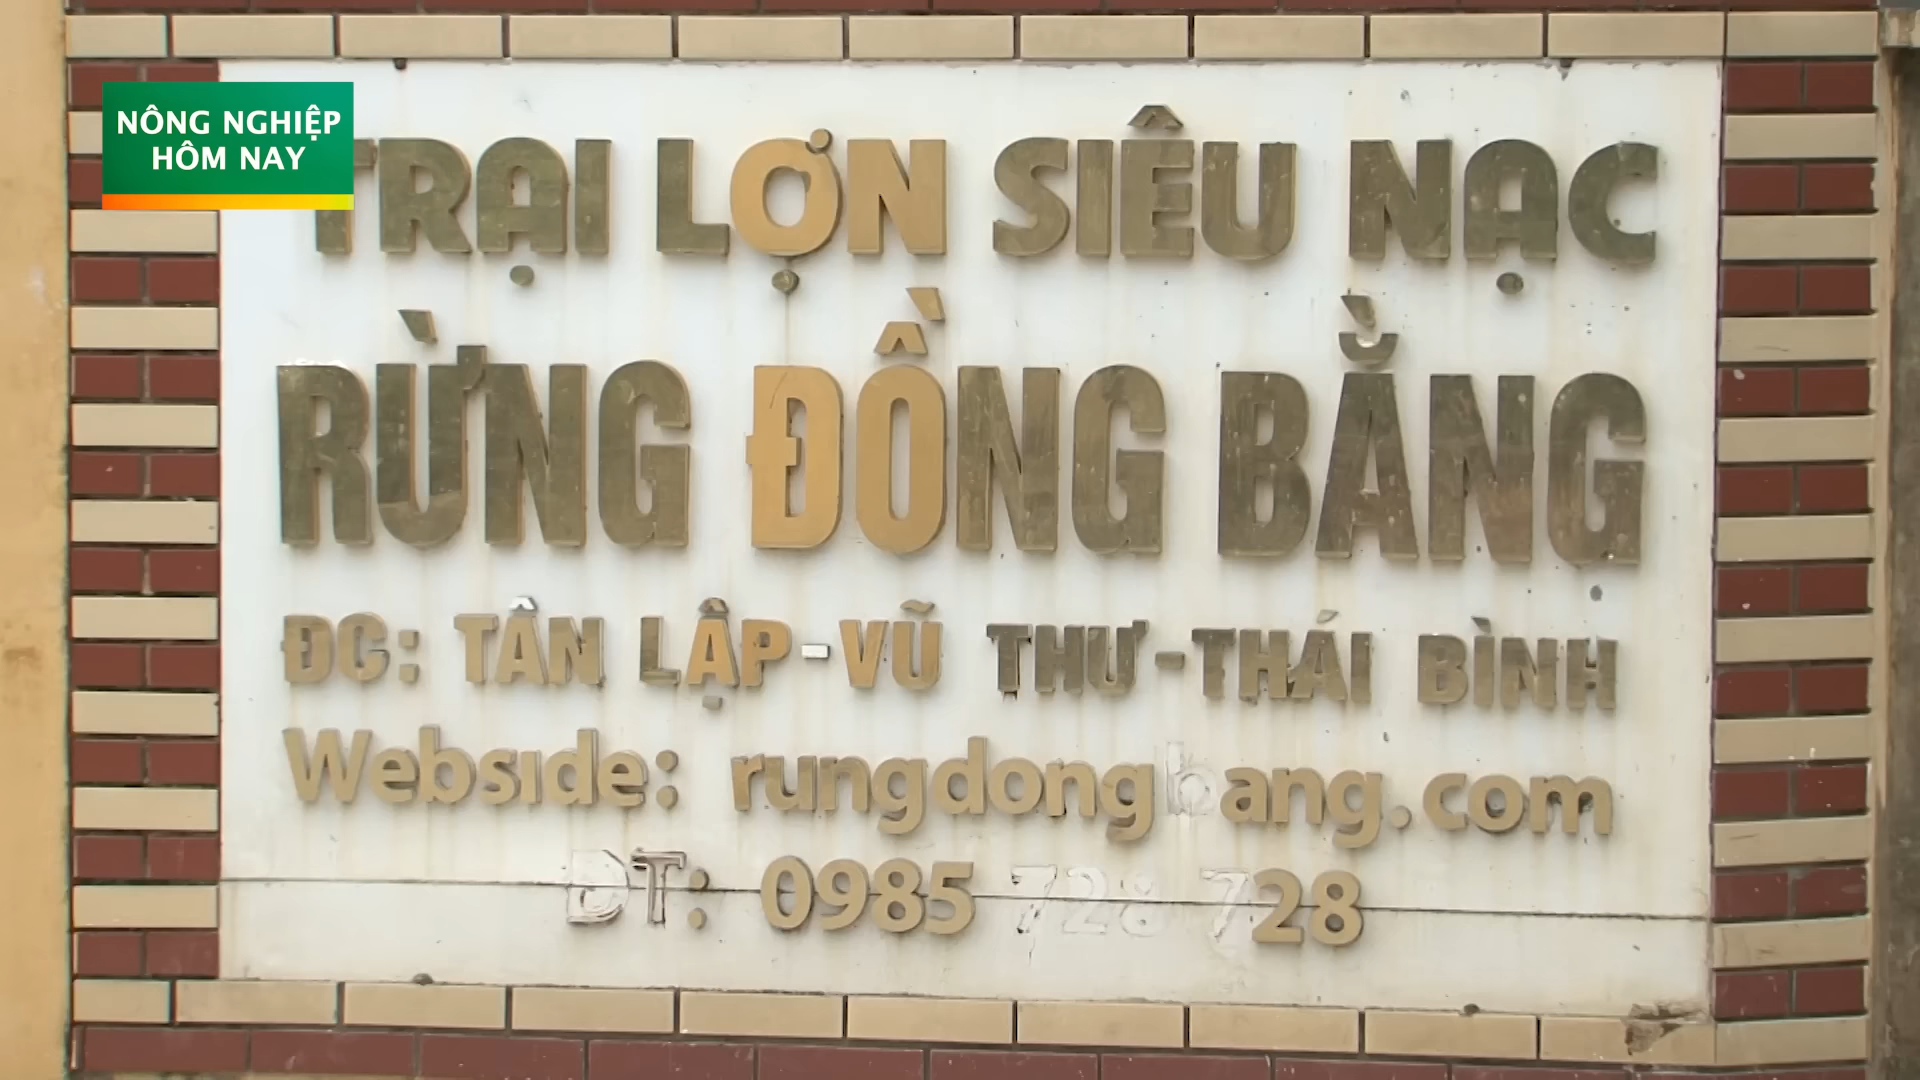 NÔNG NGHIỆP
HÔM NAY
TRẠI LỢN SIÊU NẠC
RỪNG ĐỒNG BẰNG
ĐC: TÂN LẬP-VŨ THƯ-THÁI BÌNH
Webside: rungdongbang.com
ĐT: 0985 728 728